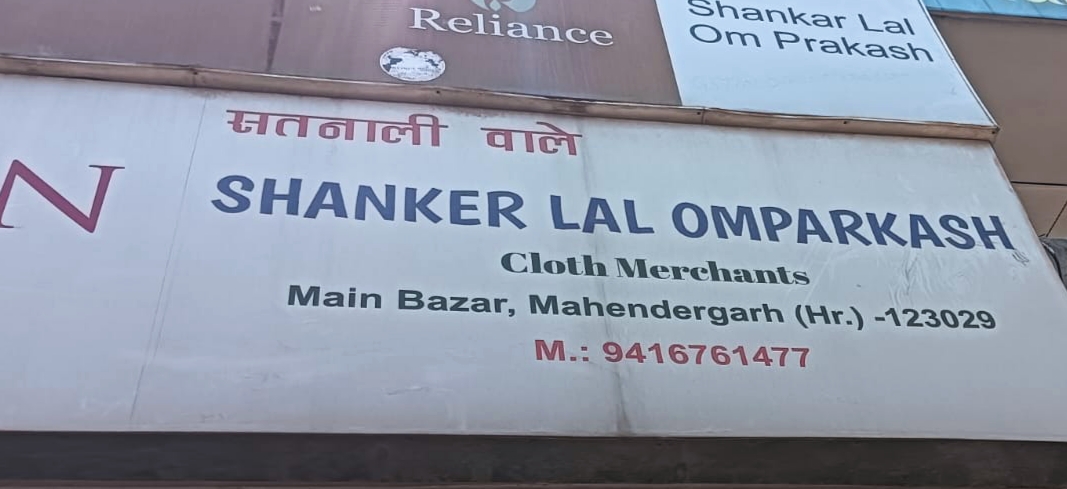 Reliance
Shankar Lal
Om Prakash
सतनाली वाले
N
SHANKER LAL OMPARKASH
Cloth Merchants
Main Bazar, Mahendergarh (Hr.) -123029
M.: 9416761477